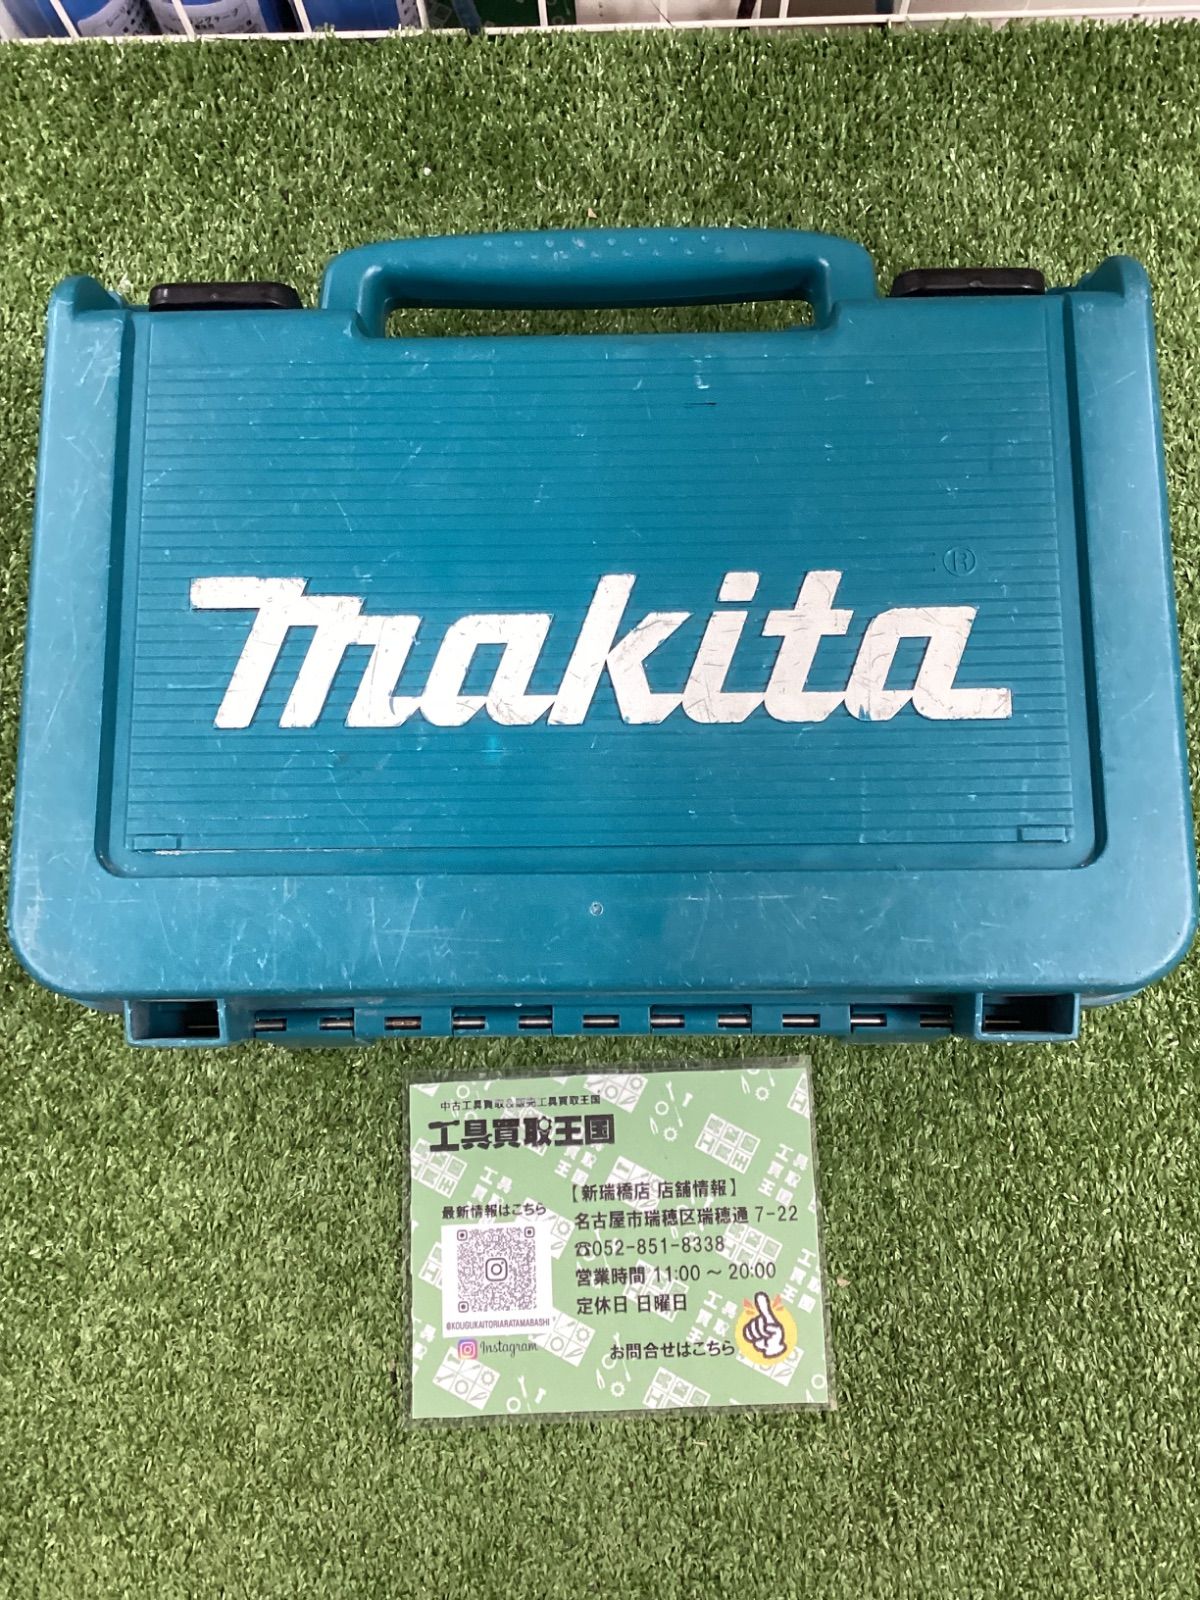 makita
®
中古工具買取&販売工具買取王国
工具買取王国
【新瑞橋店 店舗情報】
名古屋市瑞穂区瑞穂通 7-22
☎052-851-8338
営業時間 11:00 ～ 20:00
定休日 日曜日
お問合せはこちら
最新情報はこちら
@KOUGUKAITORIARATAMABASHI
Instagram